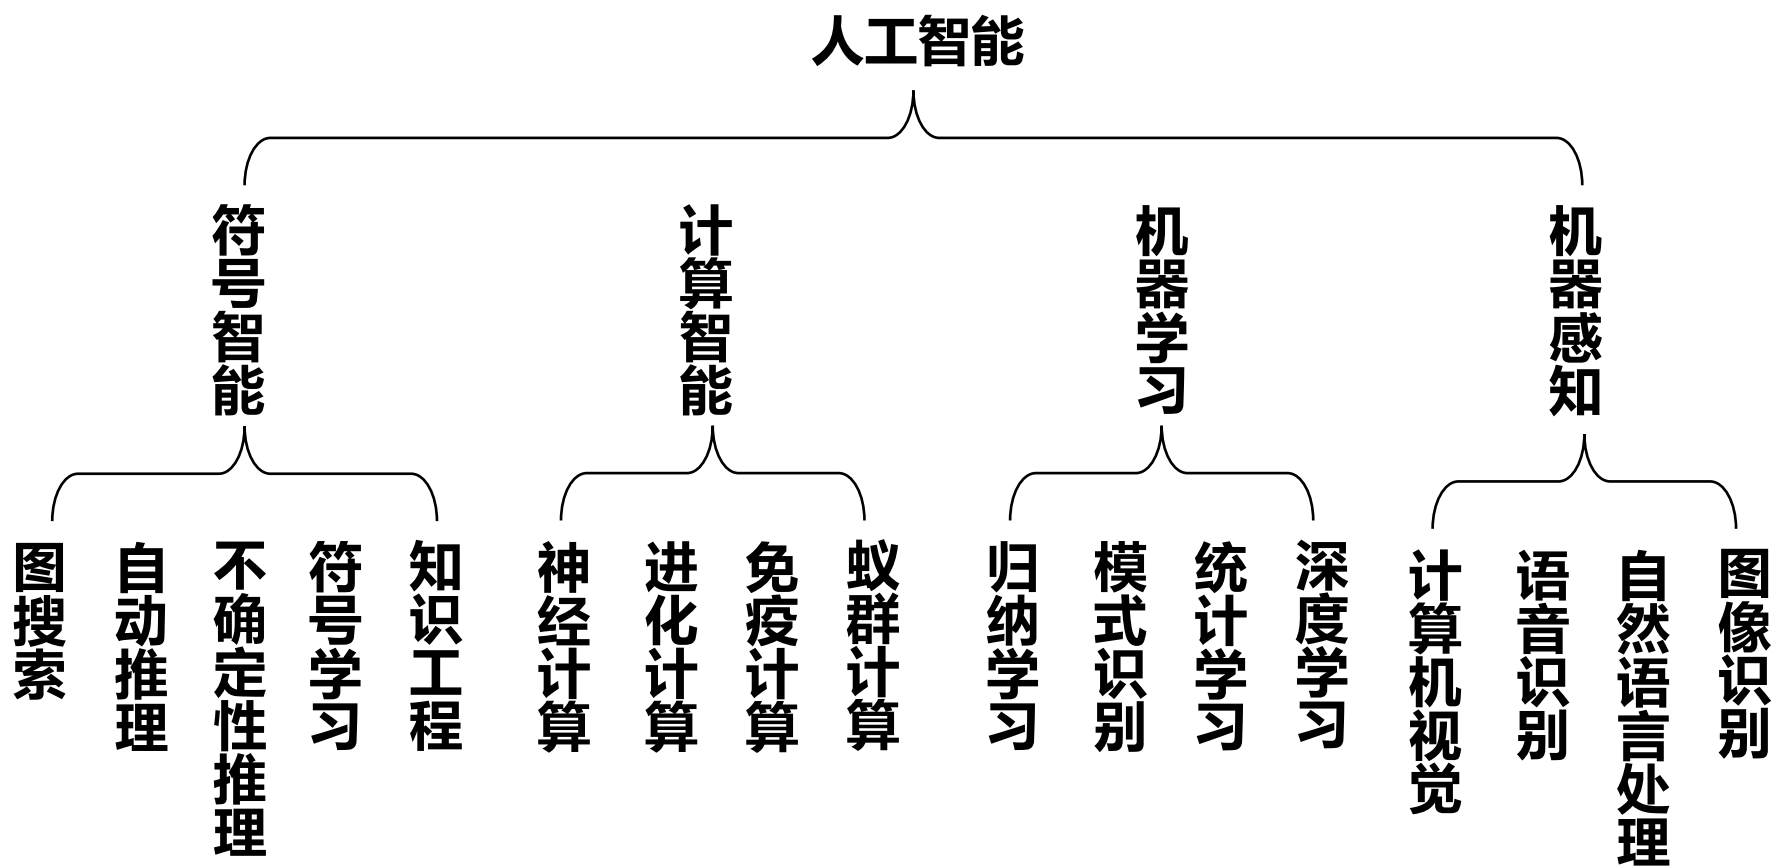 人工智能
符号智能
计算智能
机器学习
机器感知
图搜索
自动推理
不确定性推理
符号学习
知识工程
神经计算
进化计算
免疫计算
蚁群计算
归纳学习
模式识别
统计学习
深度学习
计算机视觉
语音识别
自然语言处理
图像识别